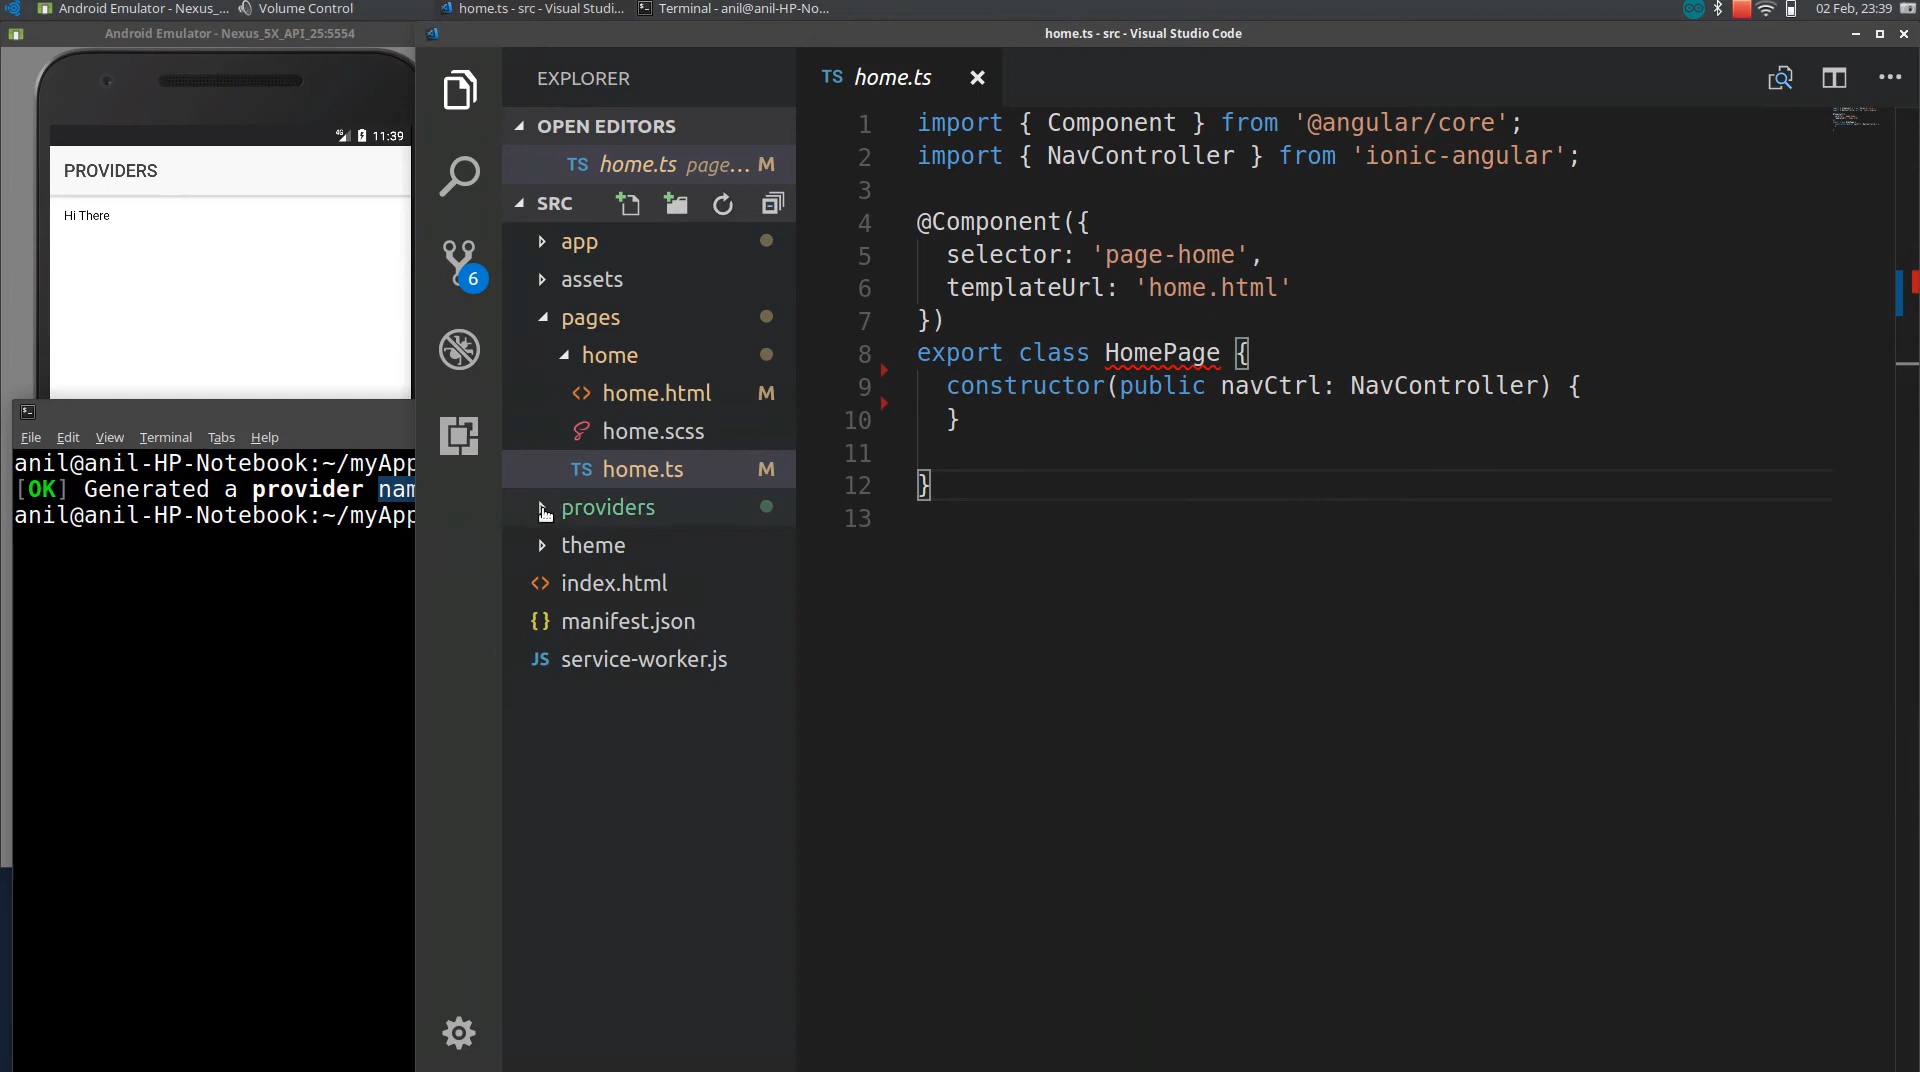 Android Emulator - Nexus_...
Volume Control
home.ts - src - Visual Studi...
Terminal - anil@anil-HP-No...
02 Feb, 23:39
Android Emulator - Nexus_5X_API_25:5554
home.ts - src - Visual Studio Code
4G
11:39
PROVIDERS
Hi There
File Edit View Terminal Tabs Help
anil@anil-HP-Notebook:~/myApp
[OK] Generated a provider nam
anil@anil-HP-Notebook:~/myApp
6
EXPLORER
OPEN EDITORS
TS home.ts page... M
SRC
app
assets
pages
home
<> home.html M
home.scss
TS home.ts M
providers
theme
<> index.html
{} manifest.json
JS service-worker.js
TS home.ts
1 import { Component } from '@angular/core';
2 import { NavController } from 'ionic-angular';
3
4 @Component({
5 selector: 'page-home',
6 templateUrl: 'home.html'
7 })
8 export class HomePage {
9 constructor(public navCtrl: NavController) {
10 }
11
12 }
13